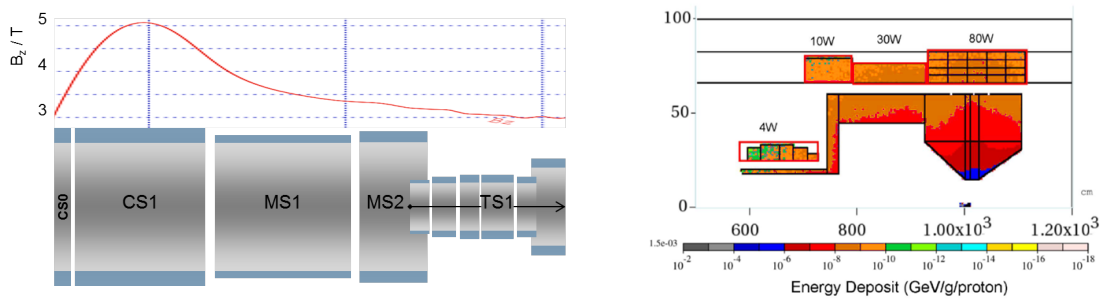 5
4
3
B_z / T
Bz
CS0
CS1
MS1
MS2
TS1
100
50
0
10W
30W
80W
4W
cm
600
800
1.00x10^3
1.20x10^3
1.5e-03
10^-2
10^-4
10^-6
10^-8
10^-10
10^-12
10^-14
10^-16
10^-18
Energy Deposit (GeV/g/proton)